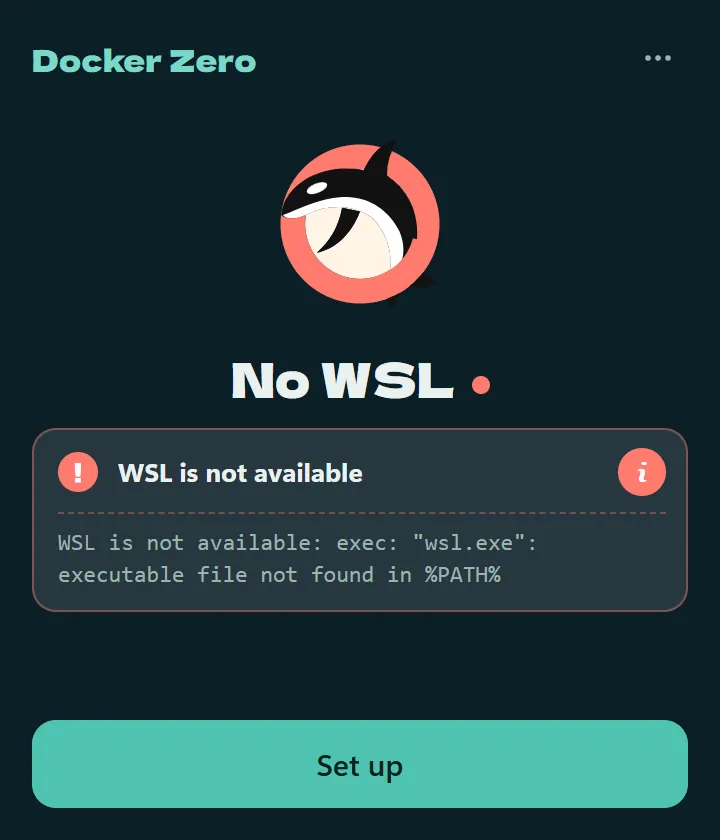 Docker Zero
No WSL
WSL is not available
WSL is not available: exec: "wsl.exe":
executable file not found in %PATH%
Set up